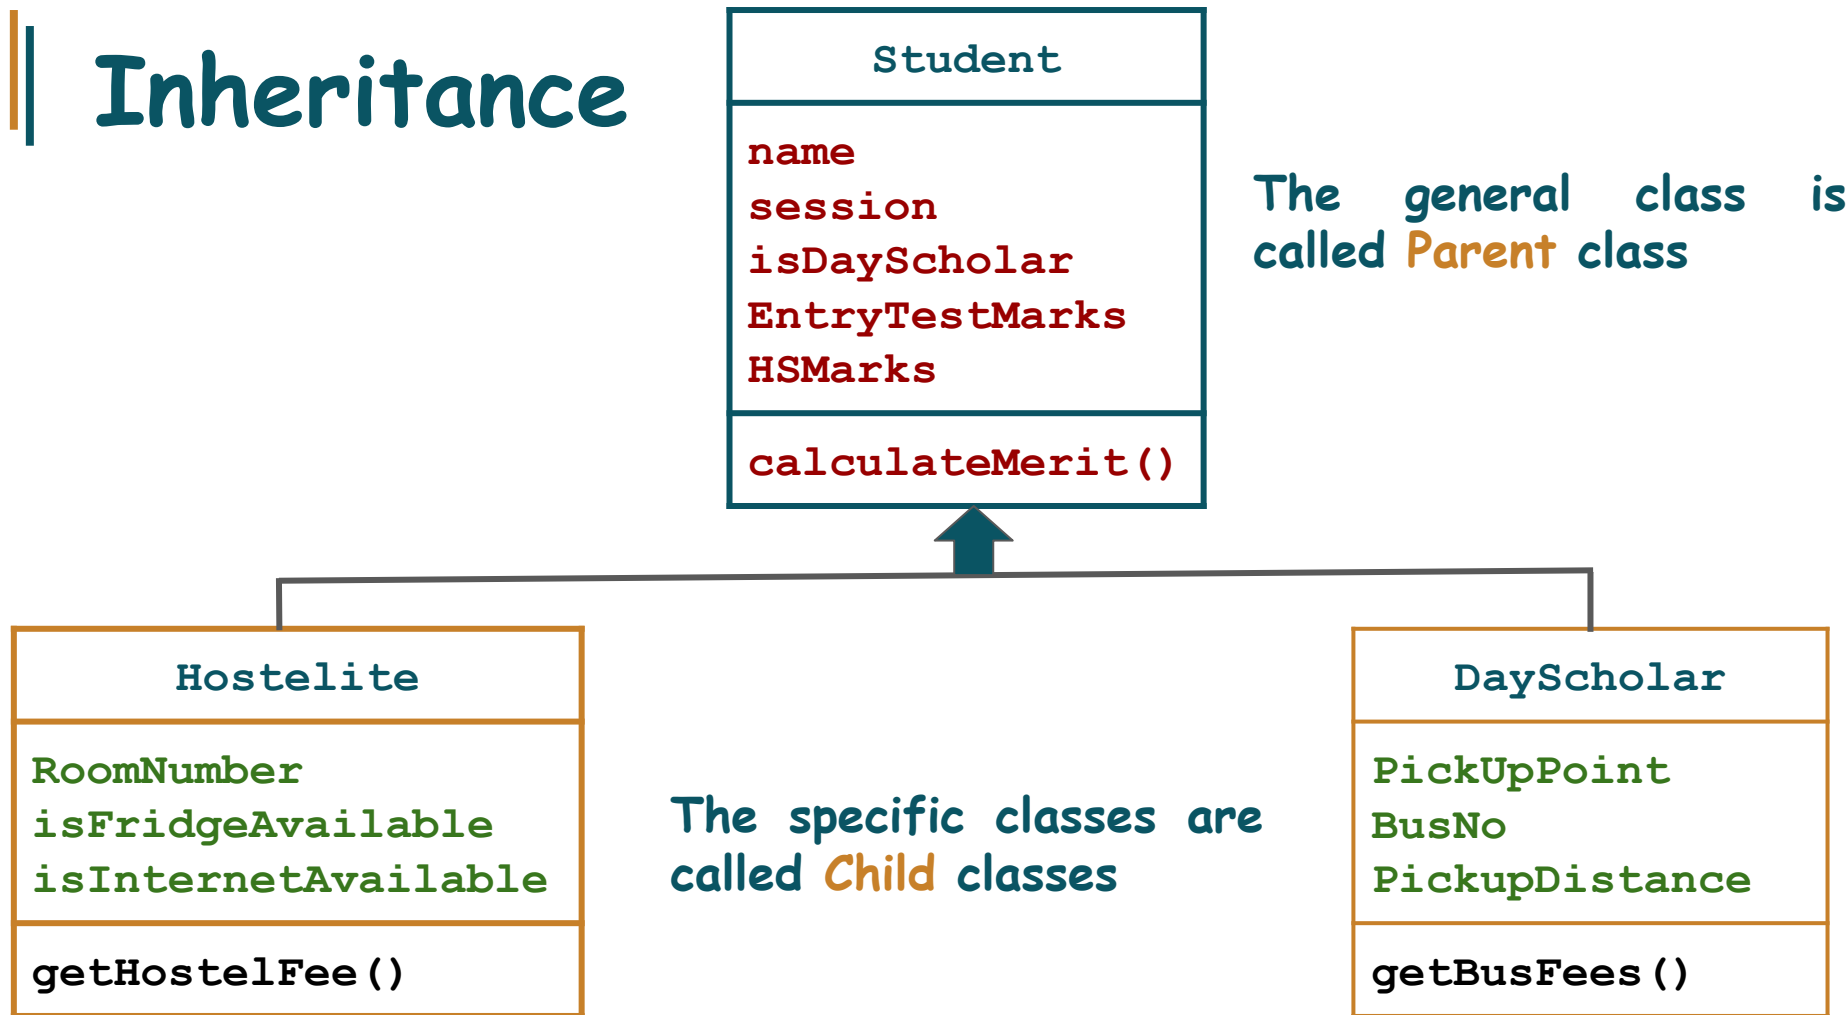 Inheritance
Student
name
session
isDayScholar
EntryTestMarks
HSMarks
calculateMerit()
The general class is
called Parent class
Hostelite
RoomNumber
isFridgeAvailable
isInternetAvailable
getHostelFee()
The specific classes are
called Child classes
DayScholar
PickUpPoint
BusNo
PickupDistance
getBusFees()